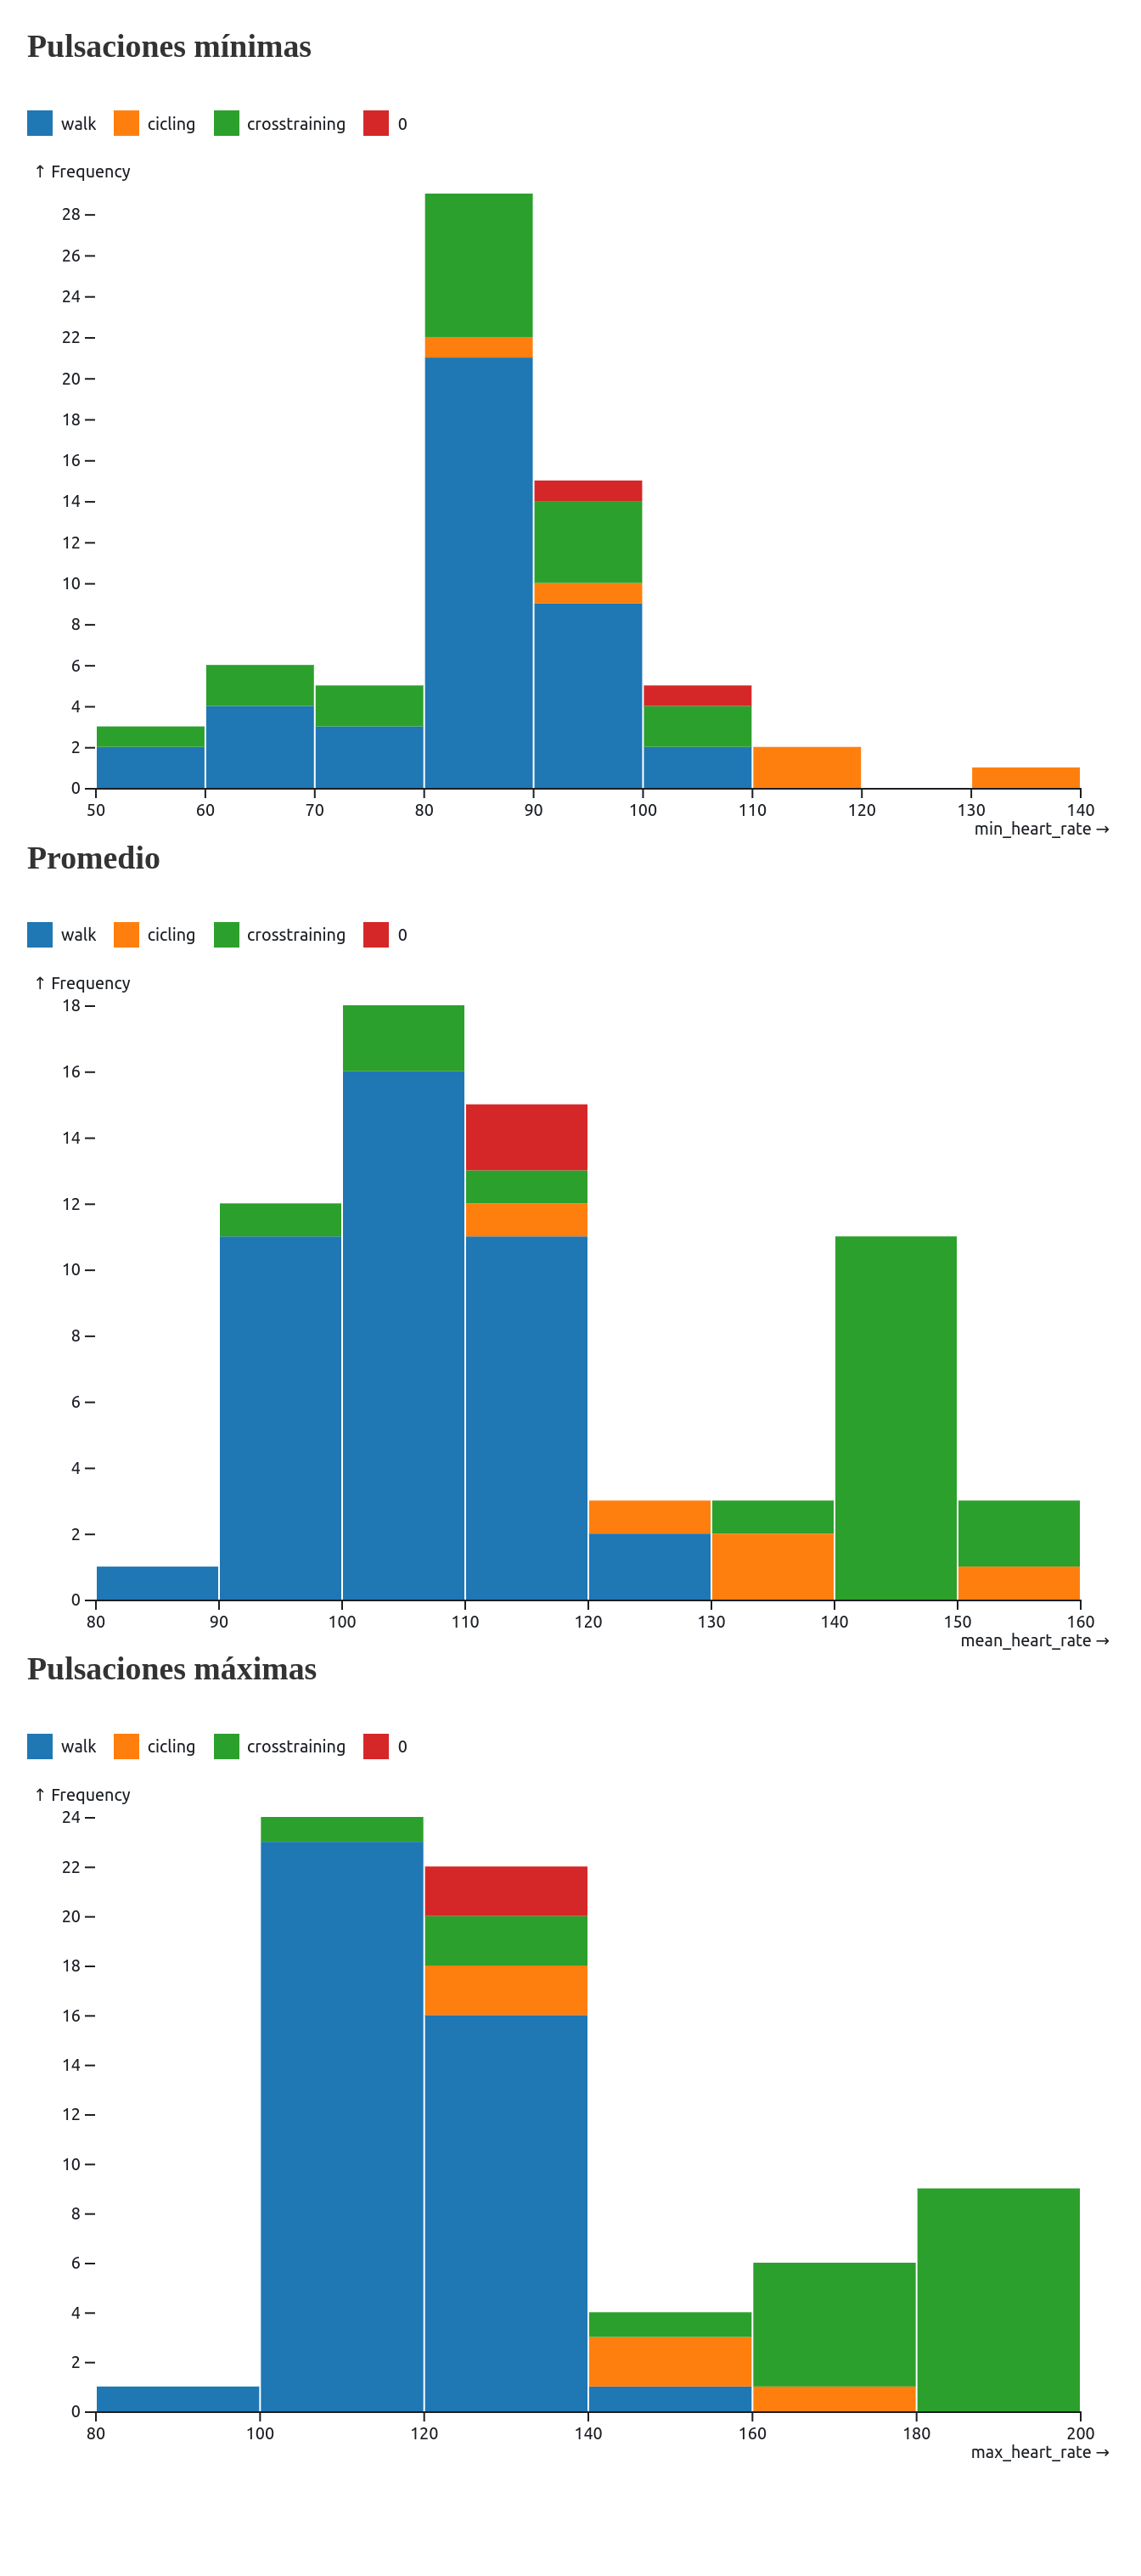 Pulsaciones mínimas
walk cicling crosstraining 0
↑ Frequency
28
26
24
22
20
18
16
14
12
10
8
6
4
2
0
50 60 70 80 90 100 110 120 130 140
min_heart_rate →
Promedio
walk cicling crosstraining 0
↑ Frequency
18
16
14
12
10
8
6
4
2
0
80 90 100 110 120 130 140 150 160
mean_heart_rate →
Pulsaciones máximas
walk cicling crosstraining 0
↑ Frequency
24
22
20
18
16
14
12
10
8
6
4
2
0
80 100 120 140 160 180 200
max_heart_rate →